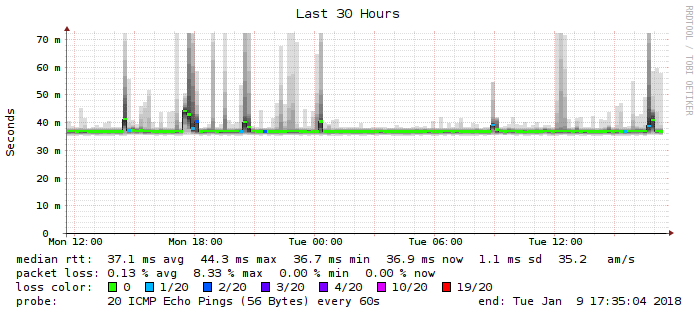 Last 30 Hours
RRDTOOL / TOBI OETIKER
Seconds
70 m
60 m
50 m
40 m
30 m
20 m
10 m
0
Mon 12:00 Mon 18:00 Tue 00:00 Tue 06:00 Tue 12:00
median rtt: 37.1 ms avg 44.3 ms max 36.7 ms min 36.9 ms now 1.1 ms sd 35.2 am/s
packet loss: 0.13 % avg 8.33 % max 0.00 % min 0.00 % now
loss color: 0 1/20 2/20 3/20 4/20 10/20 19/20
probe: 20 ICMP Echo Pings (56 Bytes) every 60s end: Tue Jan 9 17:35:04 2018